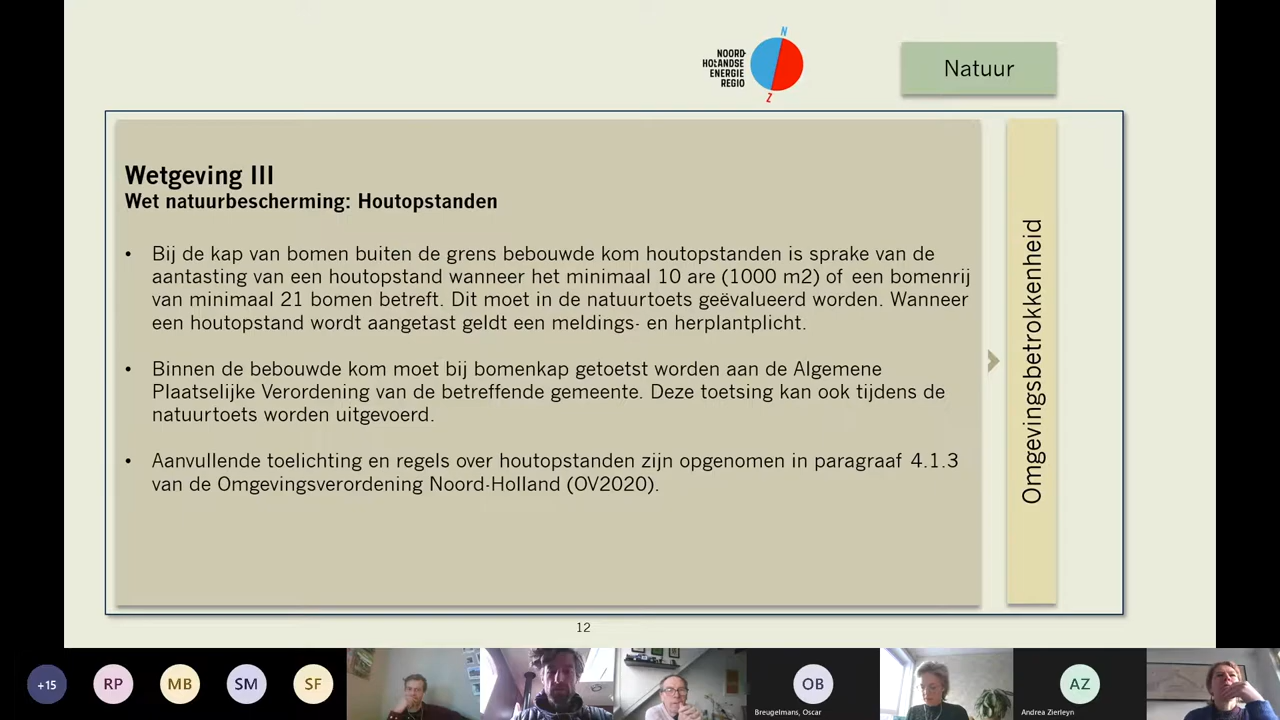 N
NOORD-
HOLLANDSE
ENERGIE
REGIO
Z
Natuur
Wetgeving III
Wet natuurbescherming: Houtopstanden
• Bij de kap van bomen buiten de grens bebouwde kom houtopstanden is sprake van de
aantasting van een houtopstand wanneer het minimaal 10 are (1000 m2) of een bomenrij
van minimaal 21 bomen betreft. Dit moet in de natuurtoets geëvalueerd worden. Wanneer
een houtopstand wordt aangetast geldt een meldings- en herplantplicht.
• Binnen de bebouwde kom moet bij bomenkap getoetst worden aan de Algemene
Plaatselijke Verordening van de betreffende gemeente. Deze toetsing kan ook tijdens de
natuurtoets worden uitgevoerd.
• Aanvullende toelichting en regels over houtopstanden zijn opgenomen in paragraaf 4.1.3
van de Omgevingsverordening Noord-Holland (OV2020).
Omgevingsbetrokkenheid
12
+15
RP
MB
SM
SF
OB
Breugelmans, Oscar
AZ
Andrea Zierleyn